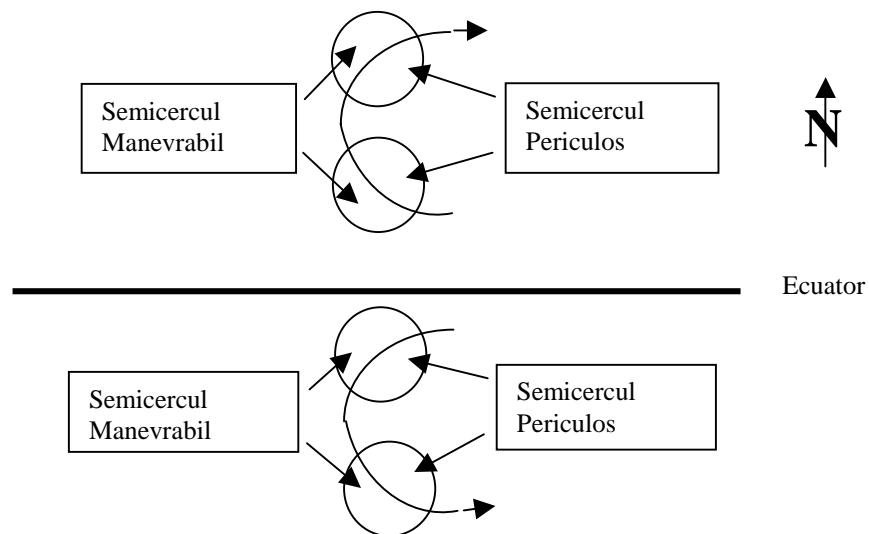 Semicercul
Manevrabil
Semicercul
Periculos
N
Ecuator
Semicercul
Manevrabil
Semicercul
Periculos